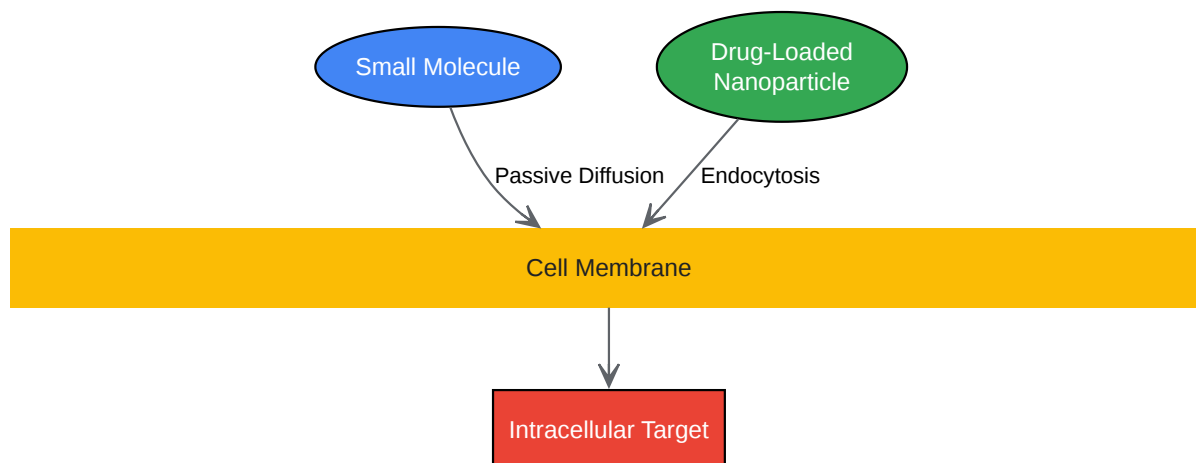 Small Molecule
Drug-Loaded
Nanoparticle
Passive Diffusion
Endocytosis
Cell Membrane
Intracellular Target